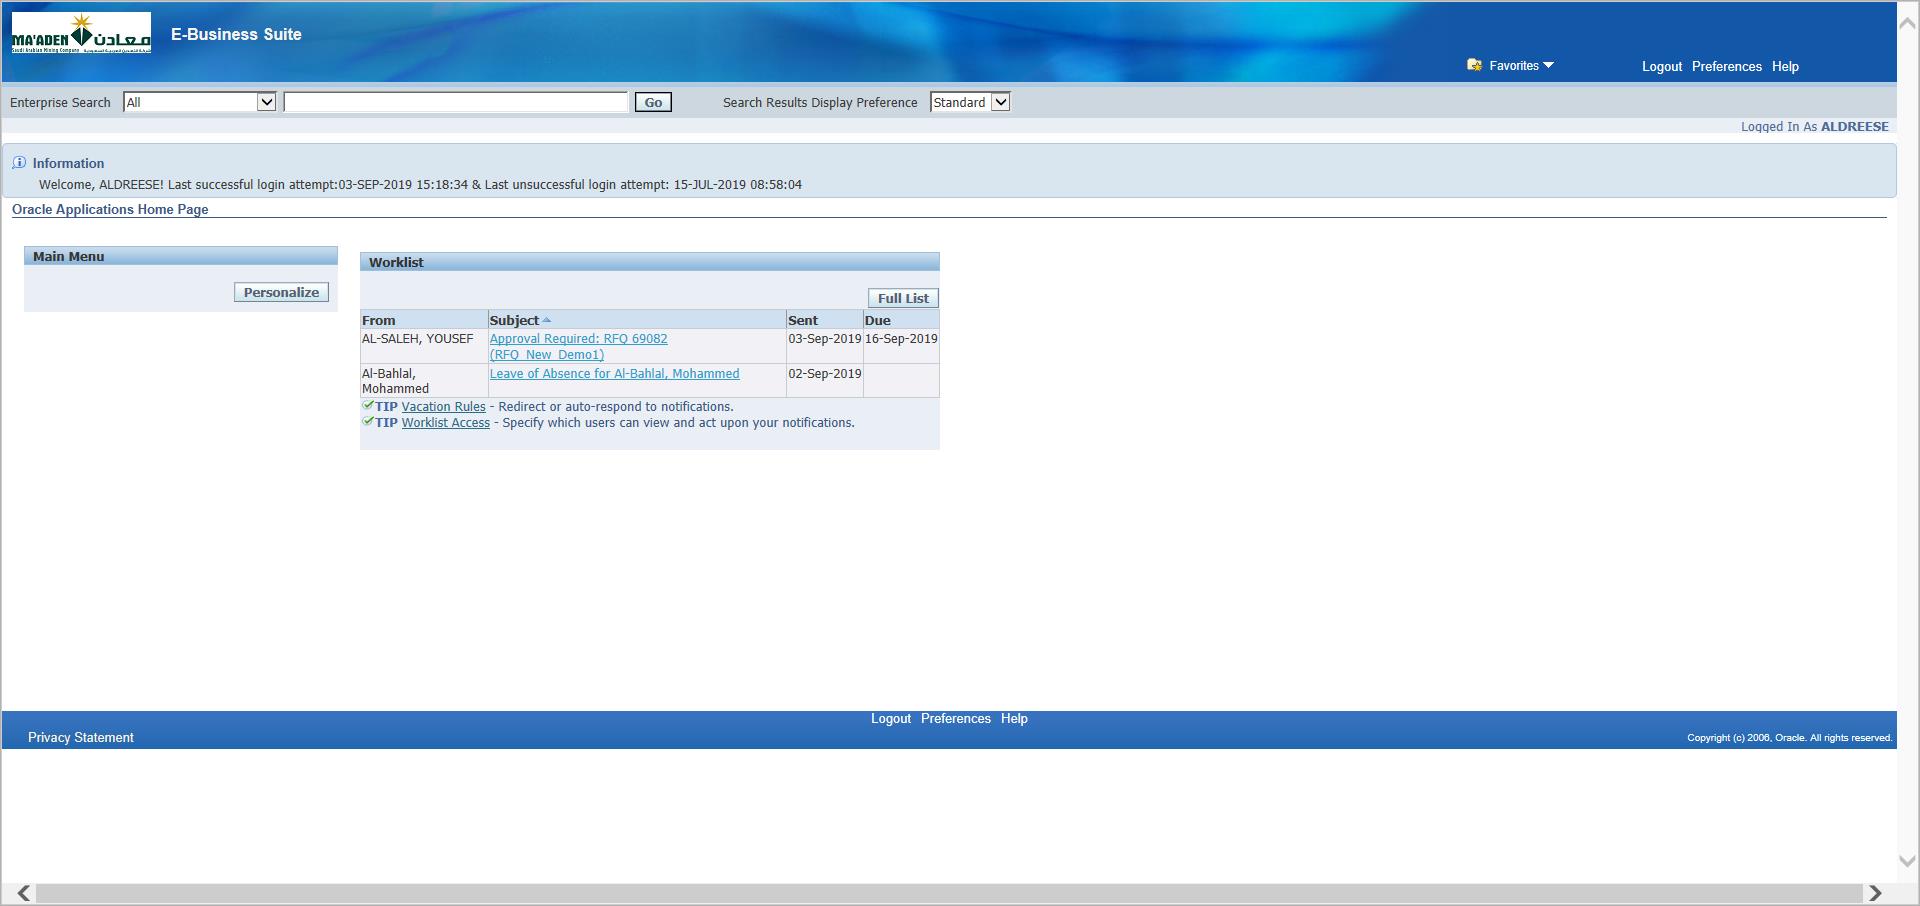 MA'ADEN معادن
Saudi Arabian Mining Company
E-Business Suite
Favorites
Logout Preferences Help
Enterprise Search All Go Search Results Display Preference Standard
Logged In As ALDREESE
Information
Welcome, ALDREESE! Last successful login attempt:03-SEP-2019 15:18:34 & Last unsuccessful login attempt: 15-JUL-2019 08:58:04
Oracle Applications Home Page
Main Menu
Personalize
Worklist
Full List
From Subject Sent Due
AL-SALEH, YOUSEF Approval Required: RFQ 69082 03-Sep-2019 16-Sep-2019
(RFQ_New_Demo1)
Al-Bahlal, Leave of Absence for Al-Bahlal, Mohammed 02-Sep-2019
Mohammed
TIP Vacation Rules - Redirect or auto-respond to notifications.
TIP Worklist Access - Specify which users can view and act upon your notifications.
Logout Preferences Help
Privacy Statement
Copyright (c) 2006, Oracle. All rights reserved.